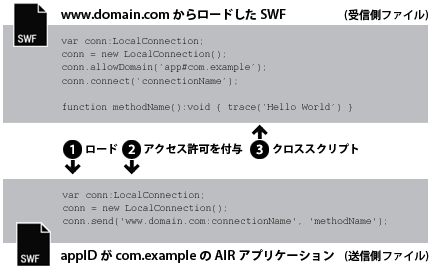 www.domain.com からロードした SWF (受信側ファイル)
SWF
var conn:LocalConnection;
conn = new LocalConnection();
conn.allowDomain('app#com.example');
conn.connect('connectionName');
function methodName():void { trace('Hello World') }
1 ロード 2 アクセス許可を付与 3 クロススクリプト
var conn:LocalConnection;
conn = new LocalConnection();
conn.send('www.domain.com:connectionName', 'methodName');
SWF
appID が com.example の AIR アプリケーション (送信側ファイル)